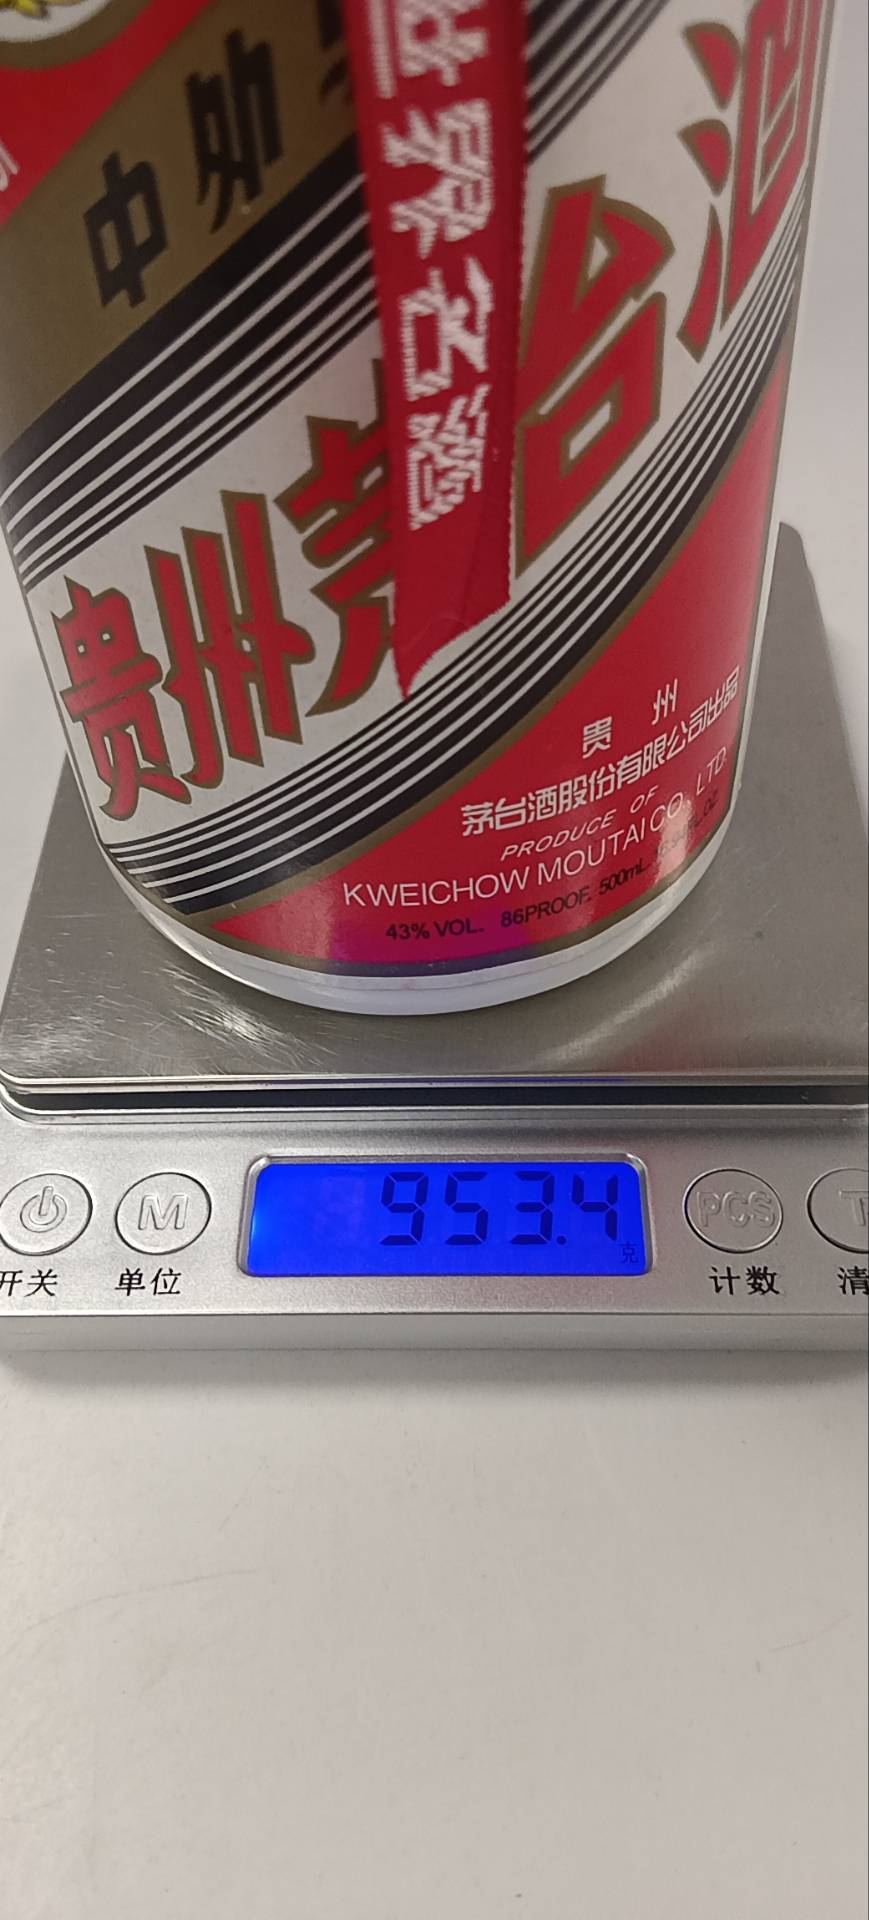 中
贵州茅台酒
世界名酒
贵州
茅台酒股份有限公司出品
PRODUCE OF
KWEICHOW MOUTAI CO., LTD.
43% VOL. 86PROOF. 500mL
953.4
克
M
PCS
T
开关
单位
计数
清